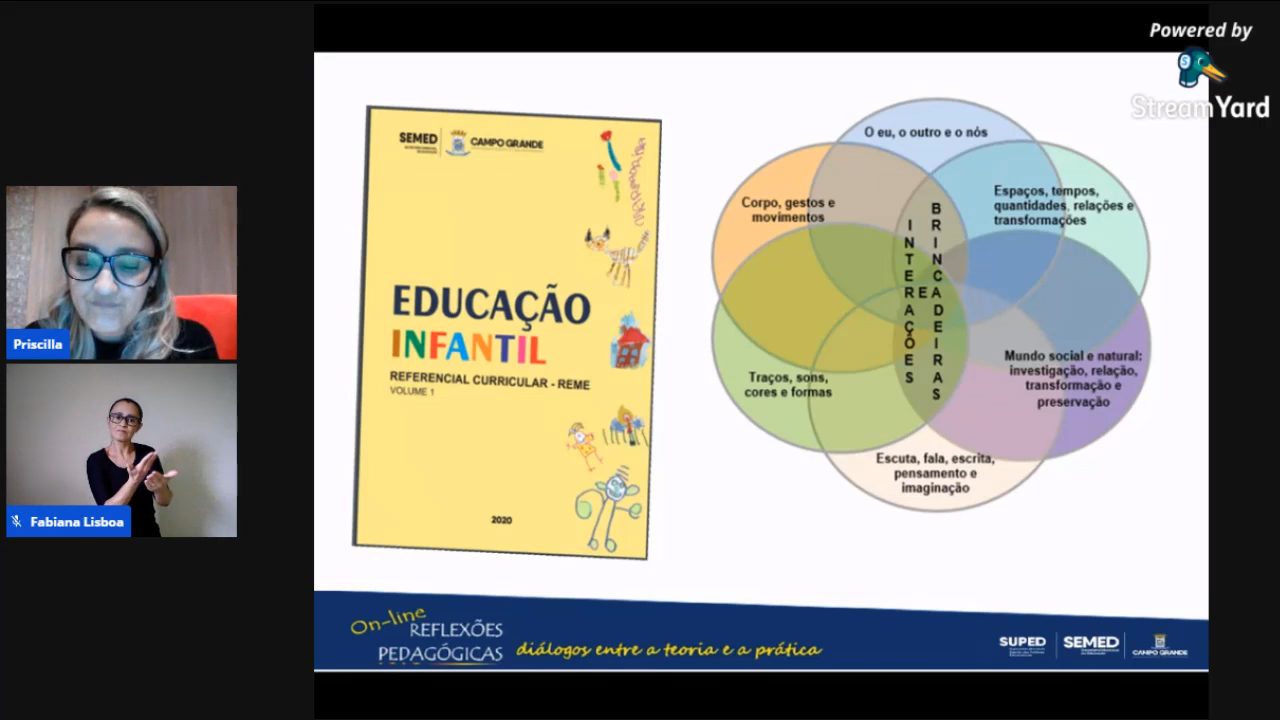 Powered by
StreamYard
SEMED
CAMPO GRANDE
EDUCAÇÃO
INFANTIL
REFERENCIAL CURRICULAR - REME
VOLUME 1
2020
O eu, o outro e o nós
Corpo, gestos e
movimentos
Espaços, tempos,
quantidades, relações e
transformações
INTERAÇÕES
E
BRINCADEIRAS
Traços, sons,
cores e formas
Mundo social e natural:
investigação, relação,
transformação e
preservação
Escuta, fala, escrita,
pensamento e
imaginação
Priscilla
Fabiana Lisboa
On-line
REFLEXÕES
PEDAGÓGICAS
diálogos entre a teoria e a prática
SUPED
SEMED
CAMPO GRANDE